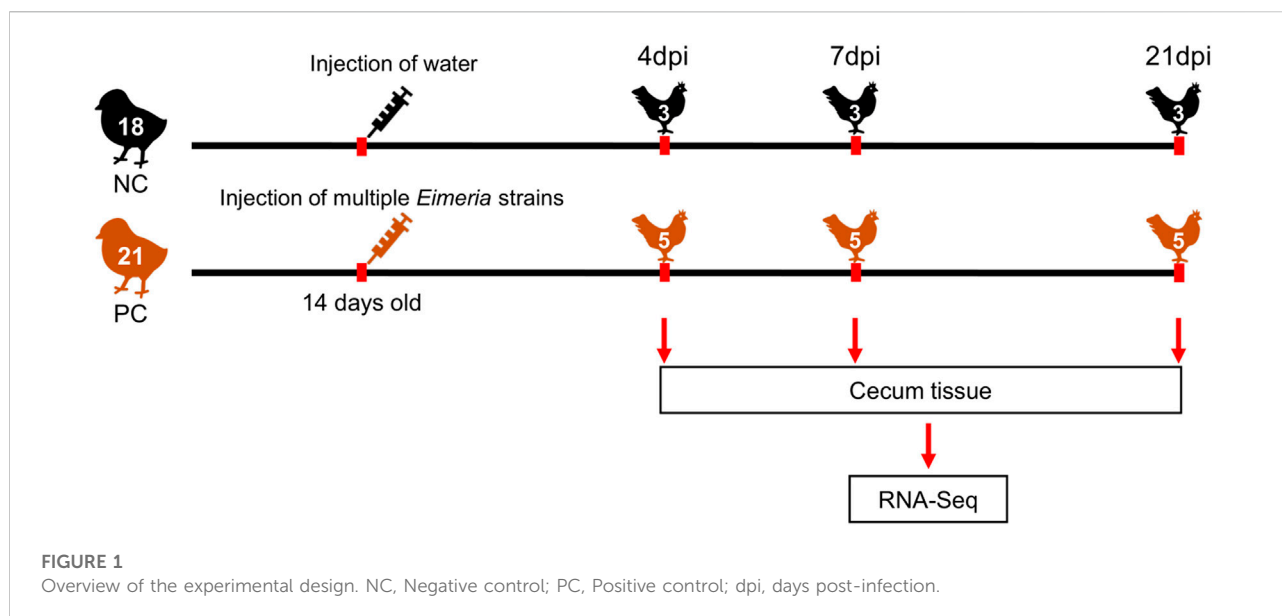 4dpi 7dpi 21dpi
Injection of water
18 3 3 3
NC
Injection of multiple Eimeria strains
21 5 5 5
PC
14 days old
Cecum tissue
RNA-Seq
FIGURE 1
Overview of the experimental design. NC, Negative control; PC, Positive control; dpi, days post-infection.